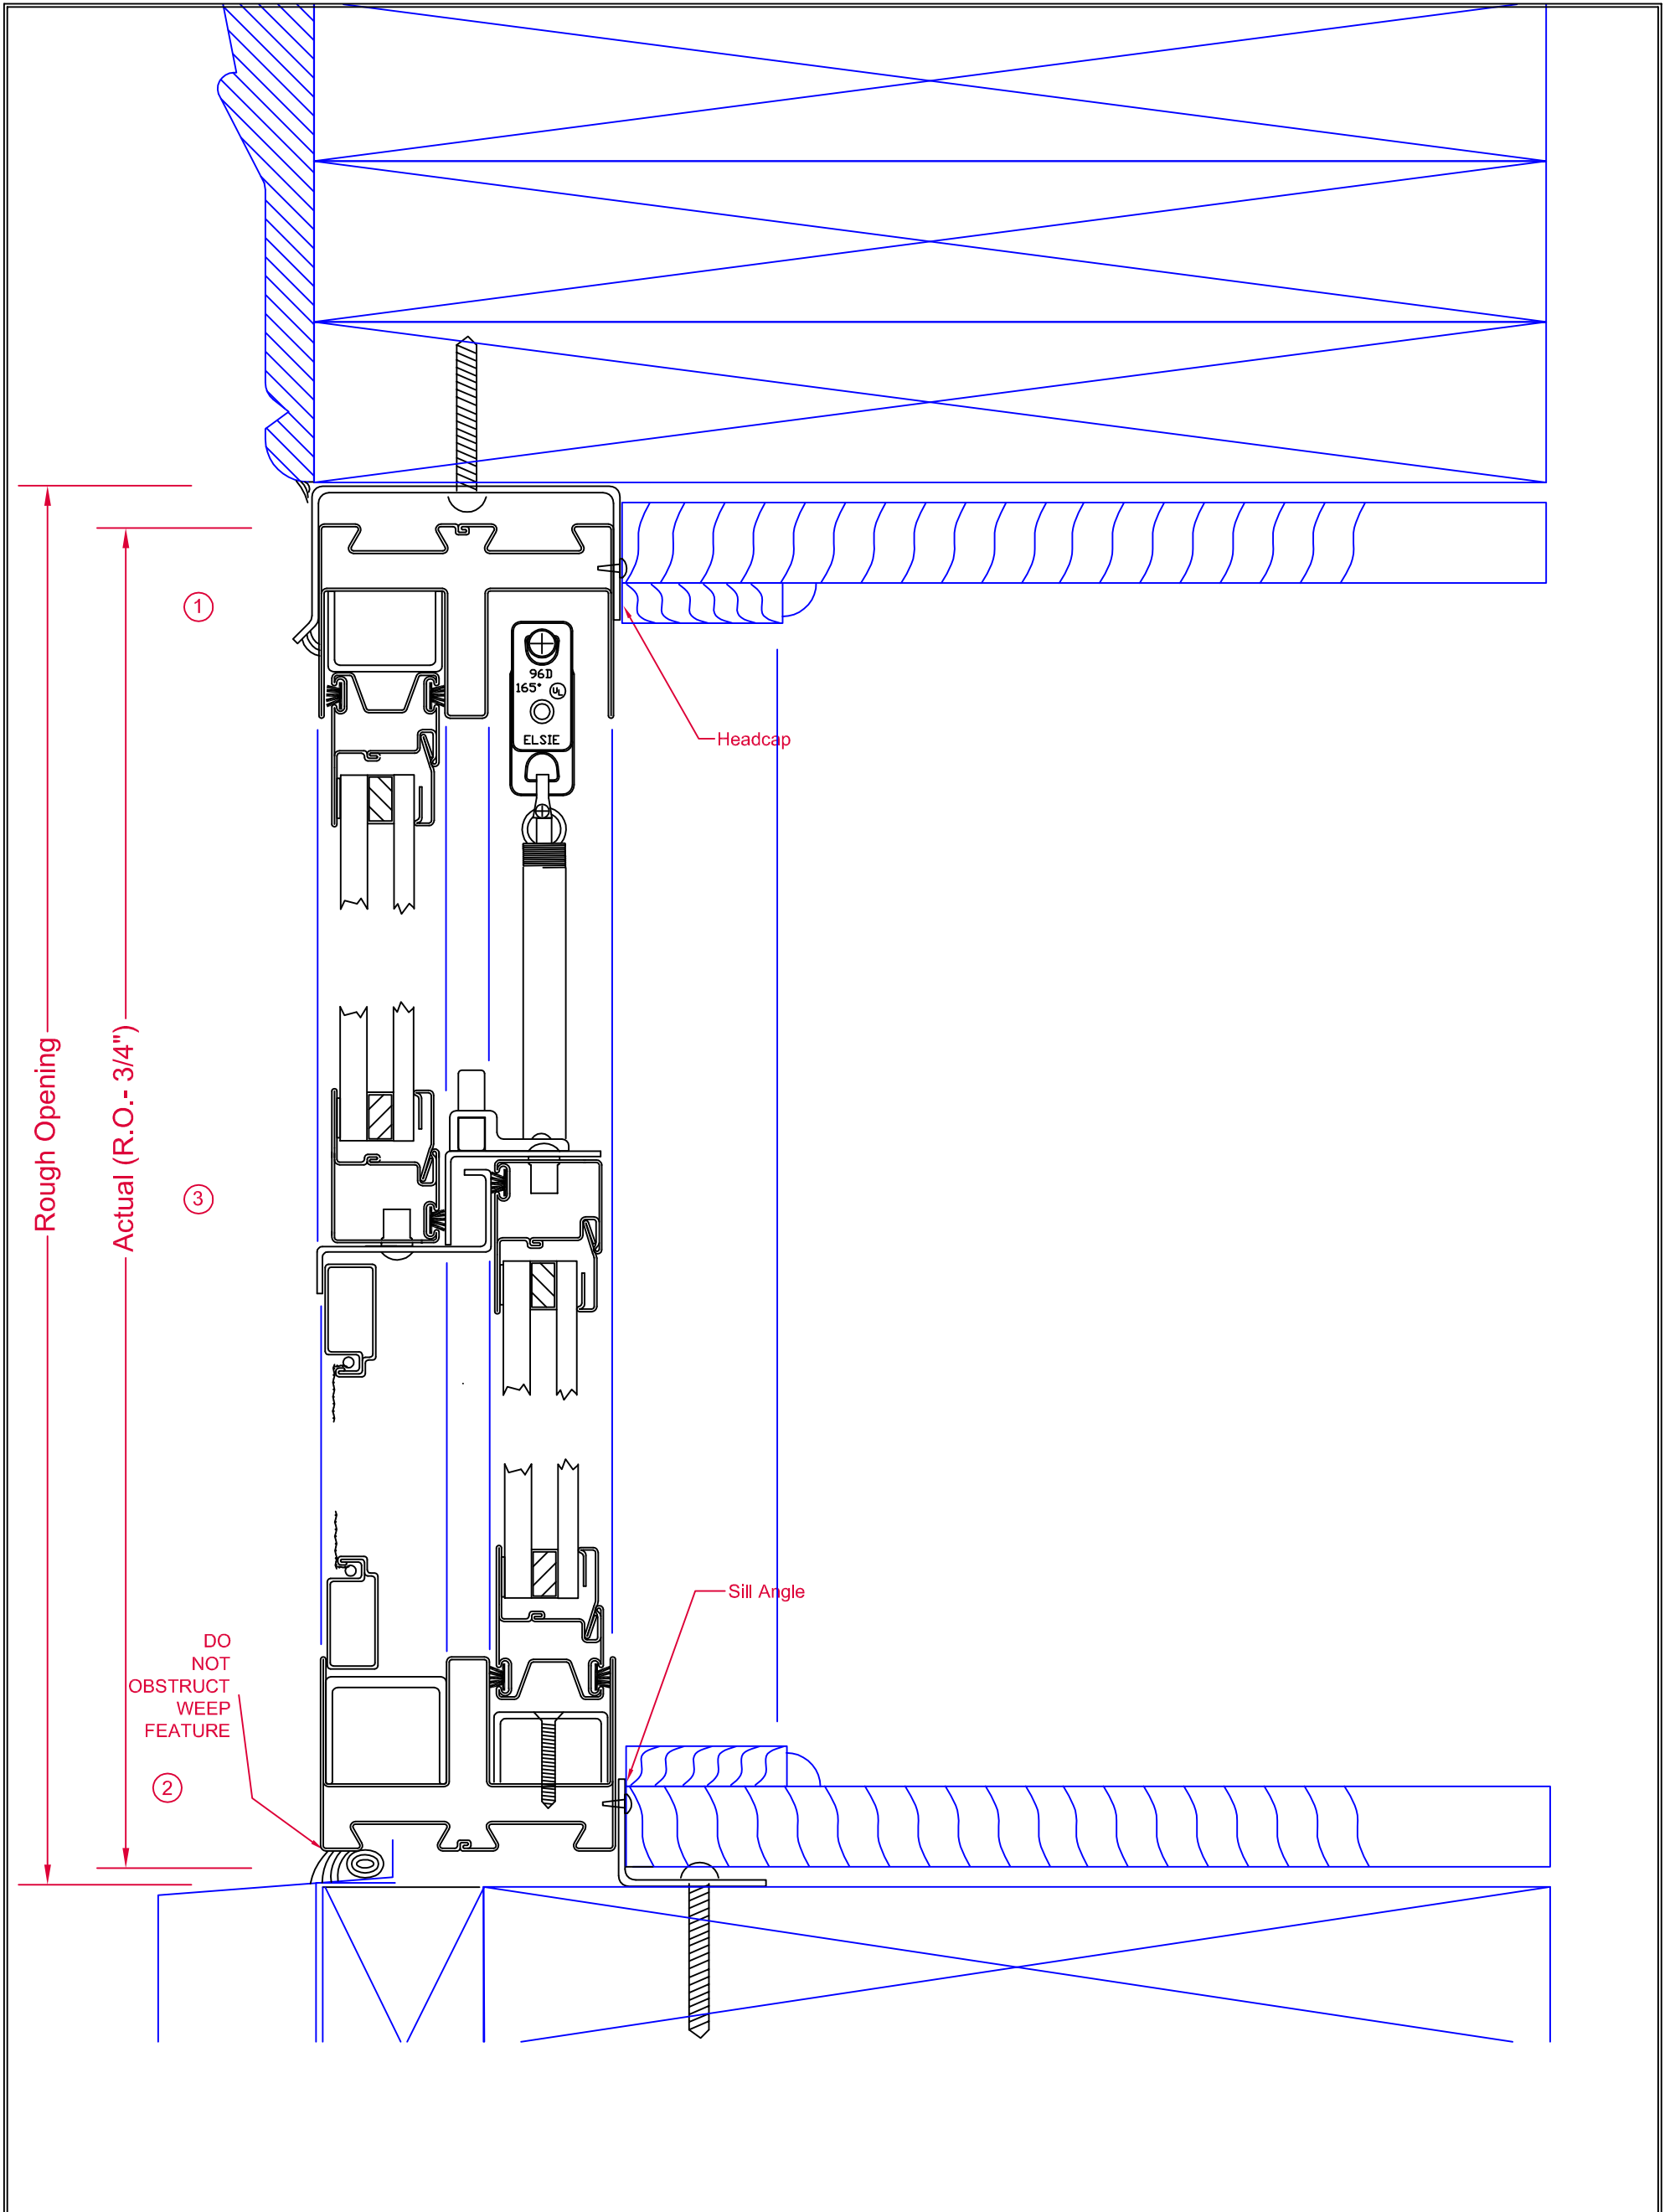 1
96D
165° UL
ELSIE
Headcap
Rough Opening
Actual (R.O.- 3/4")
3
Sill Angle
DO
NOT
OBSTRUCT
WEEP
FEATURE
2